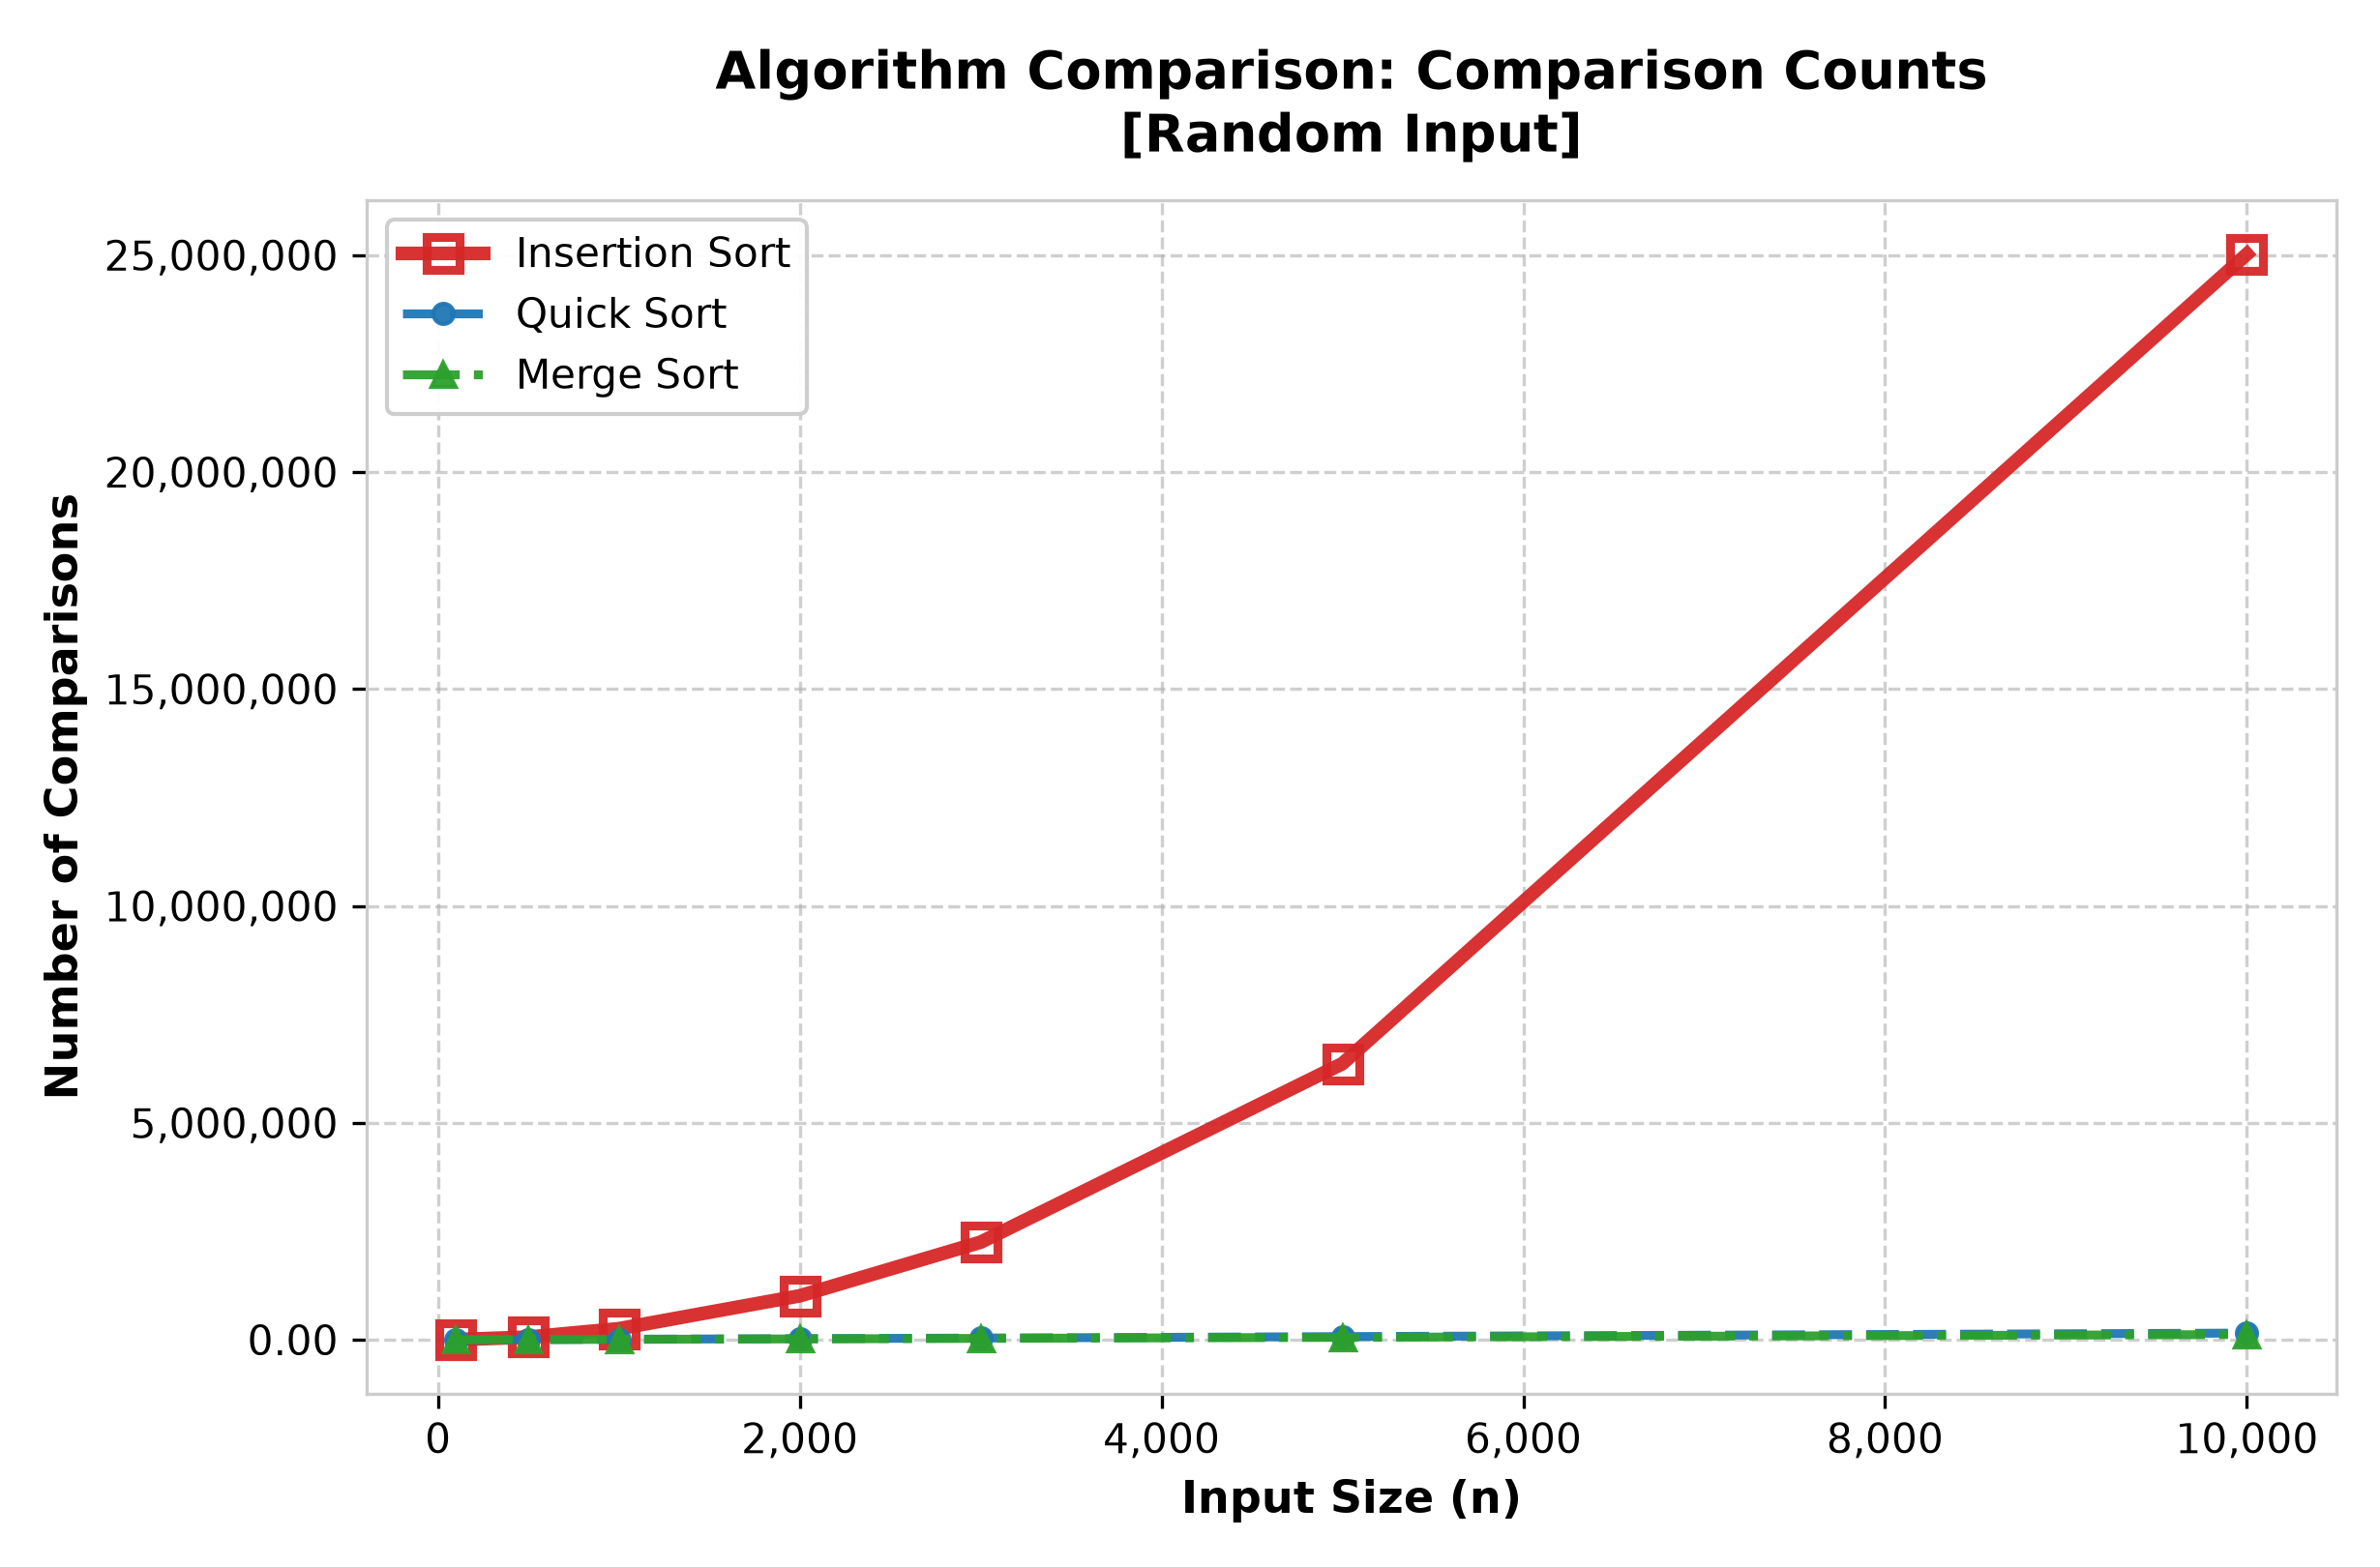 Algorithm Comparison: Comparison Counts
[Random Input]
Insertion Sort
Quick Sort
Merge Sort
Number of Comparisons
25,000,000
20,000,000
15,000,000
10,000,000
5,000,000
0.00
0
2,000
4,000
6,000
8,000
10,000
Input Size (n)